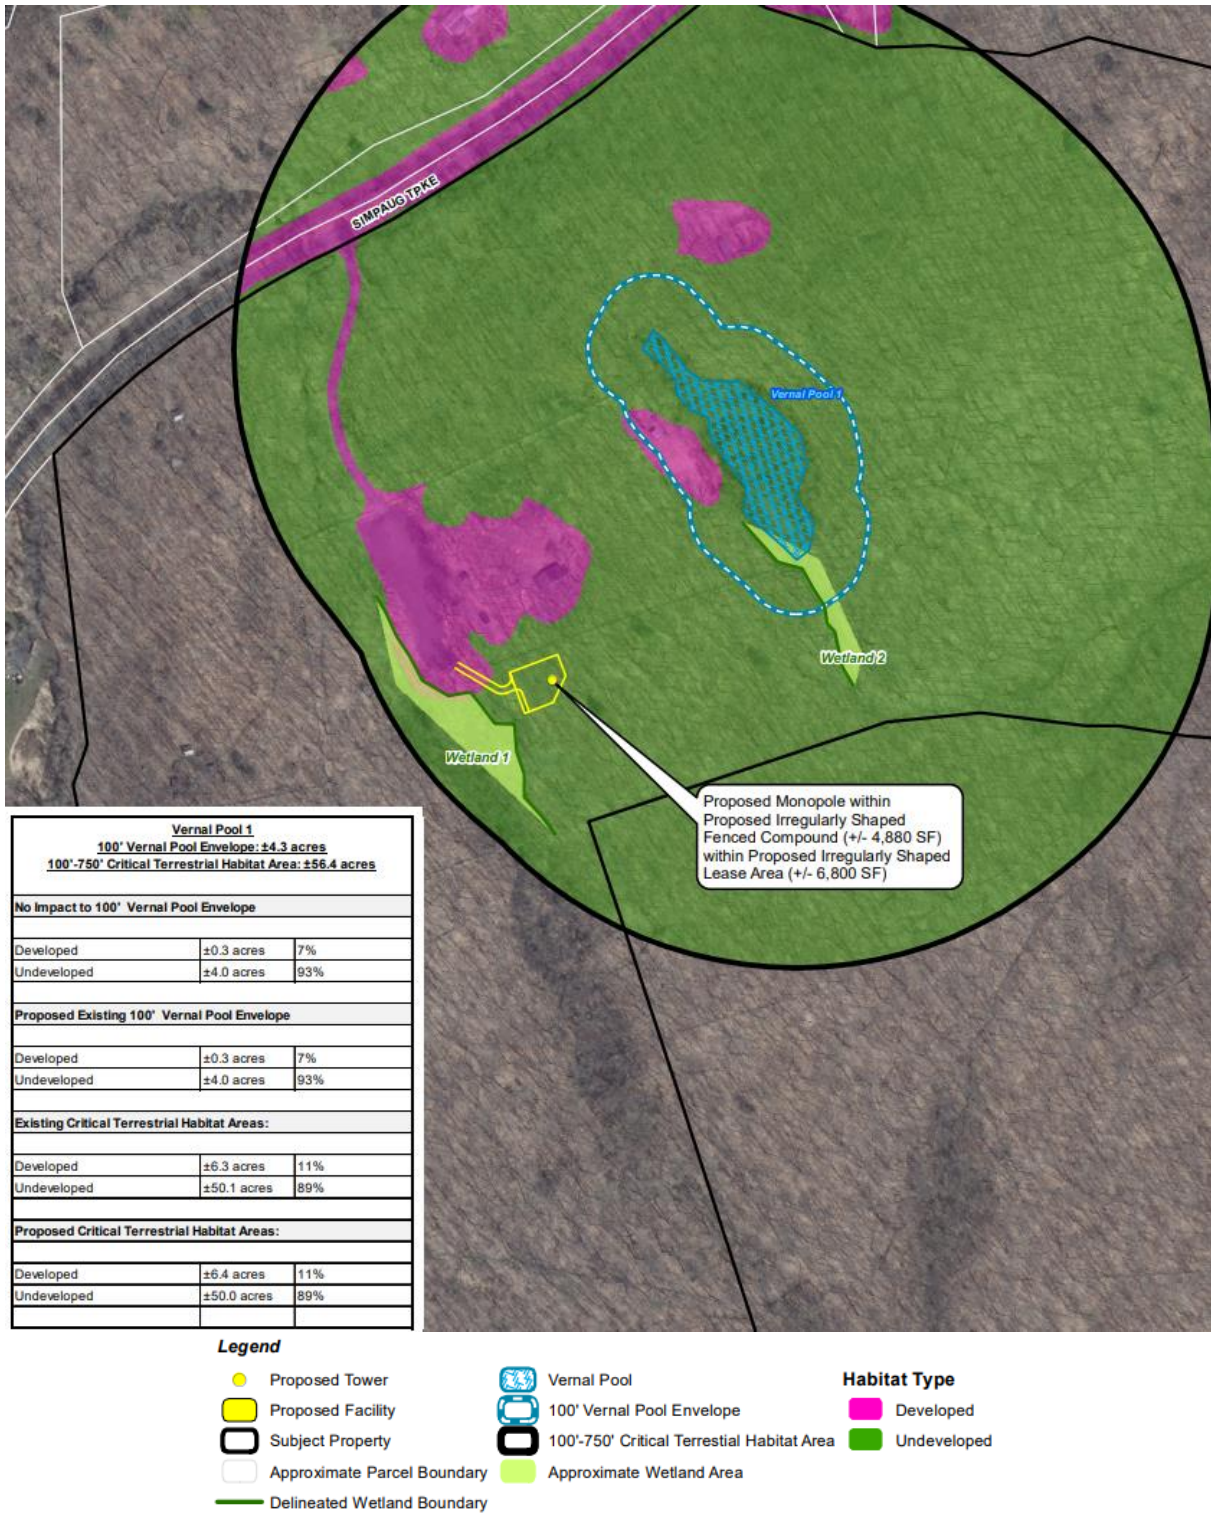 SIMPAUG TPKE
Vernal Pool 1
Wetland 2
Wetland 1
Proposed Monopole within
Proposed Irregularly Shaped
Fenced Compound (+/- 4,880 SF)
within Proposed Irregularly Shaped
Lease Area (+/- 6,800 SF)
Vernal Pool 1
100' Vernal Pool Envelope: ±4.3 acres
100'-750' Critical Terrestrial Habitat Area: ±56.4 acres
No Impact to 100' Vernal Pool Envelope
Developed ±0.3 acres 7%
Undeveloped ±4.0 acres 93%
Proposed Existing 100' Vernal Pool Envelope
Developed ±0.3 acres 7%
Undeveloped ±4.0 acres 93%
Existing Critical Terrestrial Habitat Areas:
Developed ±6.3 acres 11%
Undeveloped ±50.1 acres 89%
Proposed Critical Terrestrial Habitat Areas:
Developed ±6.4 acres 11%
Undeveloped ±50.0 acres 89%
Legend
Proposed Tower
Proposed Facility
Subject Property
Approximate Parcel Boundary
Delineated Wetland Boundary
Vernal Pool
100' Vernal Pool Envelope
100'-750' Critical Terrestial Habitat Area
Approximate Wetland Area
Habitat Type
Developed
Undeveloped